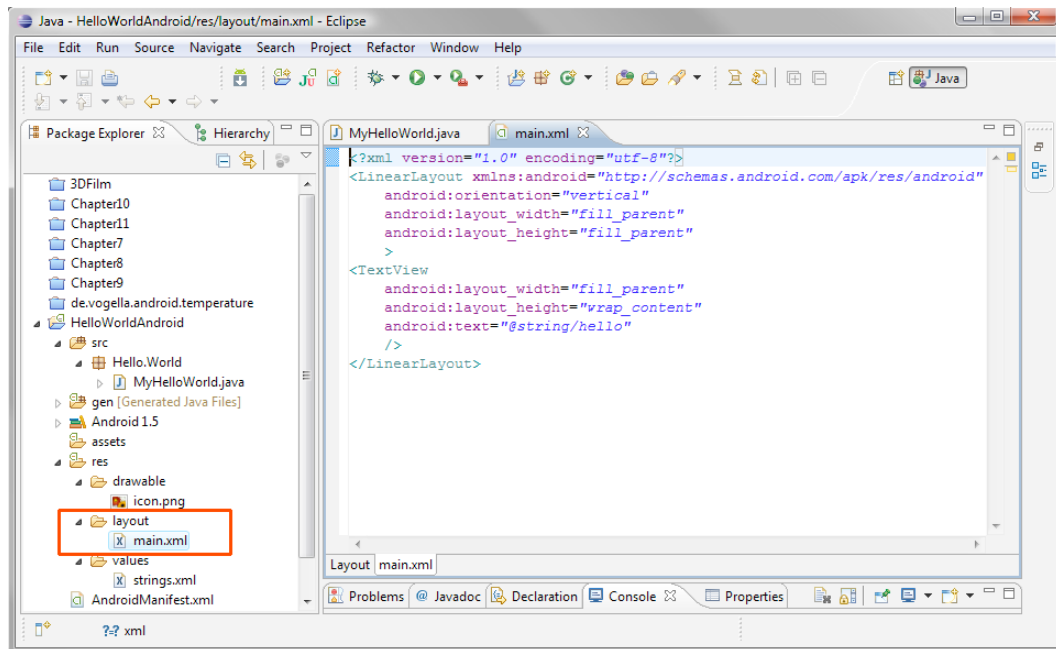 Java - HelloWorldAndroid/res/layout/main.xml - Eclipse
File Edit Run Source Navigate Search Project Refactor Window Help
Java
Package Explorer Hierarchy
3DFilm
Chapter10
Chapter11
Chapter7
Chapter8
Chapter9
de.vogella.android.temperature
HelloWorldAndroid
src
Hello.World
MyHelloWorld.java
gen [Generated Java Files]
Android 1.5
assets
res
drawable
icon.png
layout
main.xml
values
strings.xml
AndroidManifest.xml
MyHelloWorld.java main.xml
<?xml version="1.0" encoding="utf-8"?>
<LinearLayout xmlns:android="http://schemas.android.com/apk/res/android"
android:orientation="vertical"
android:layout_width="fill_parent"
android:layout_height="fill_parent"
>
<TextView
android:layout_width="fill_parent"
android:layout_height="wrap_content"
android:text="@string/hello"
/>
</LinearLayout>
Layout main.xml
Problems @ Javadoc Declaration Console Properties
?=? xml